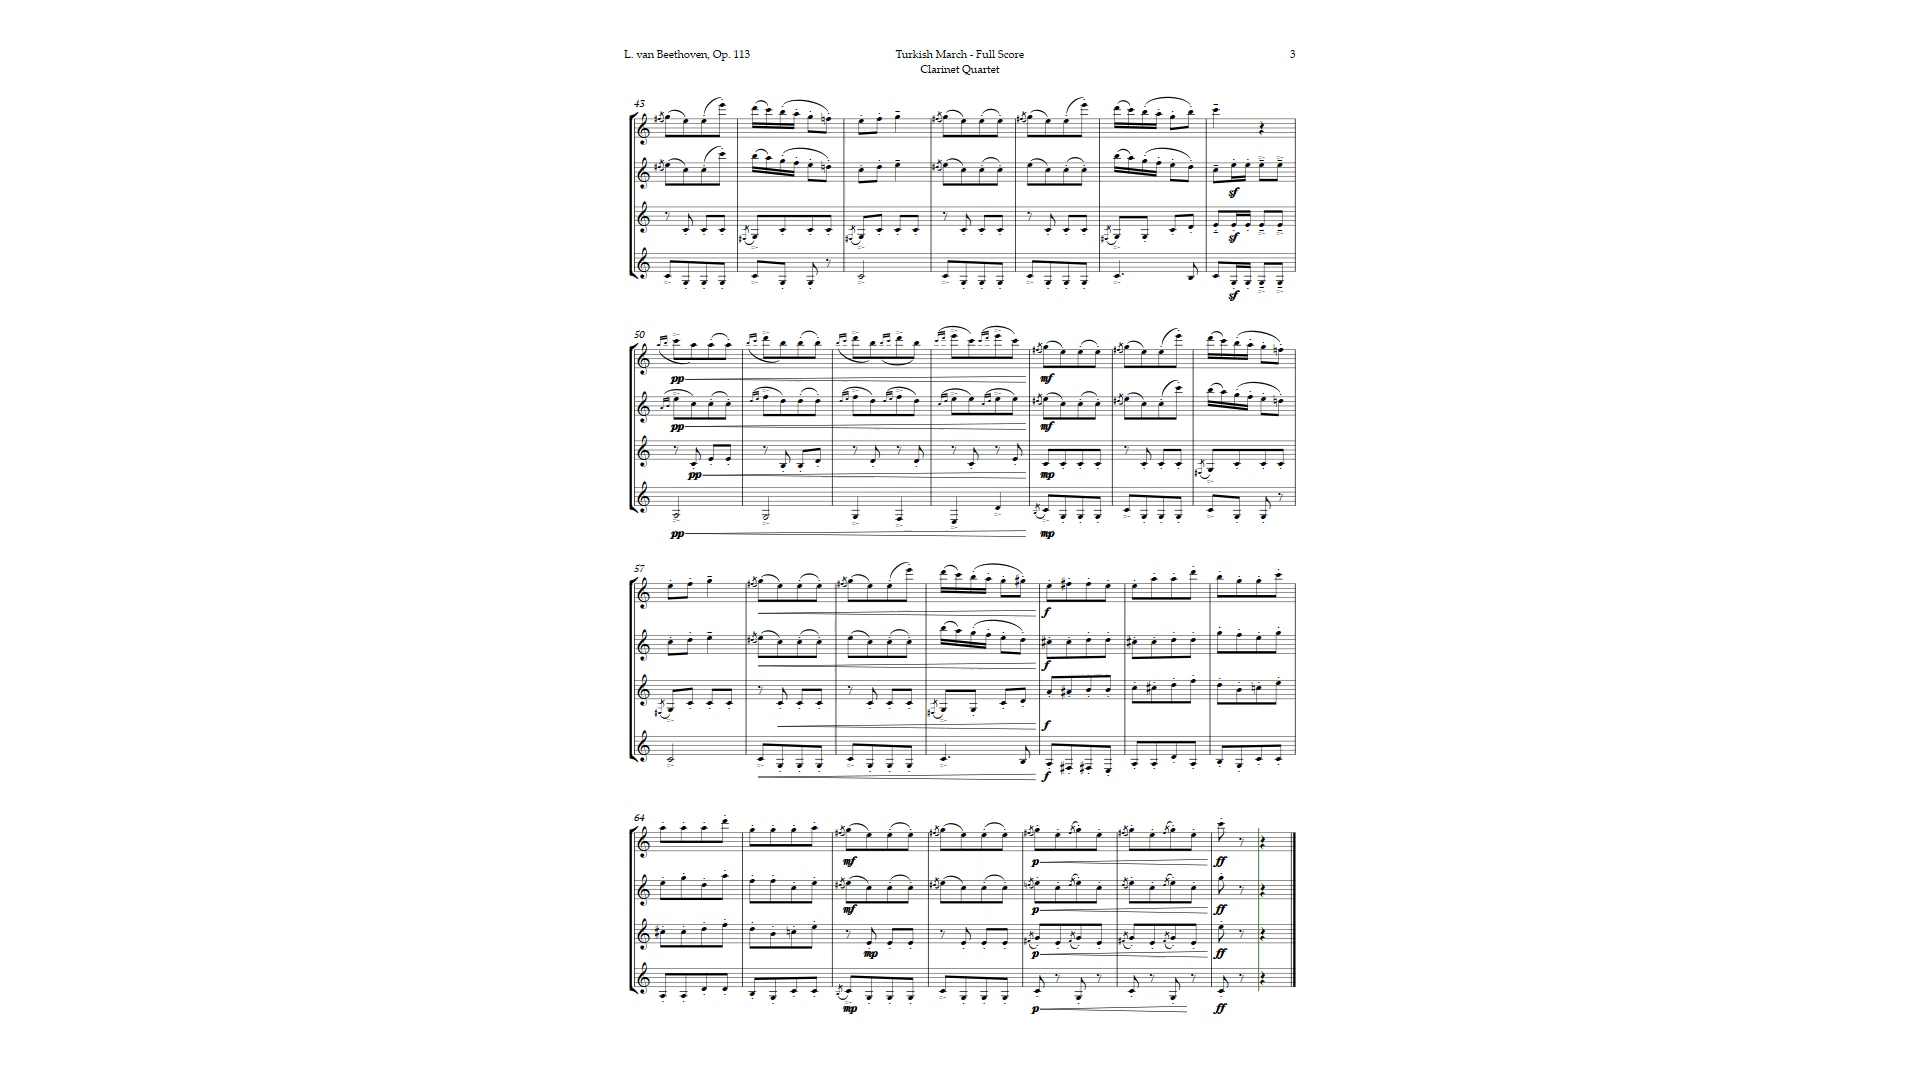 L. van Beethoven, Op. 113
Turkish March - Full Score
3
Clarinet Quartet
43
sf
sf
sf
50
pp
mf
pp
mf
pp
mp
pp
mp
57
f
f
f
f
64
mf
p
ff
mf
p
ff
mp
p
ff
mp
p
ff